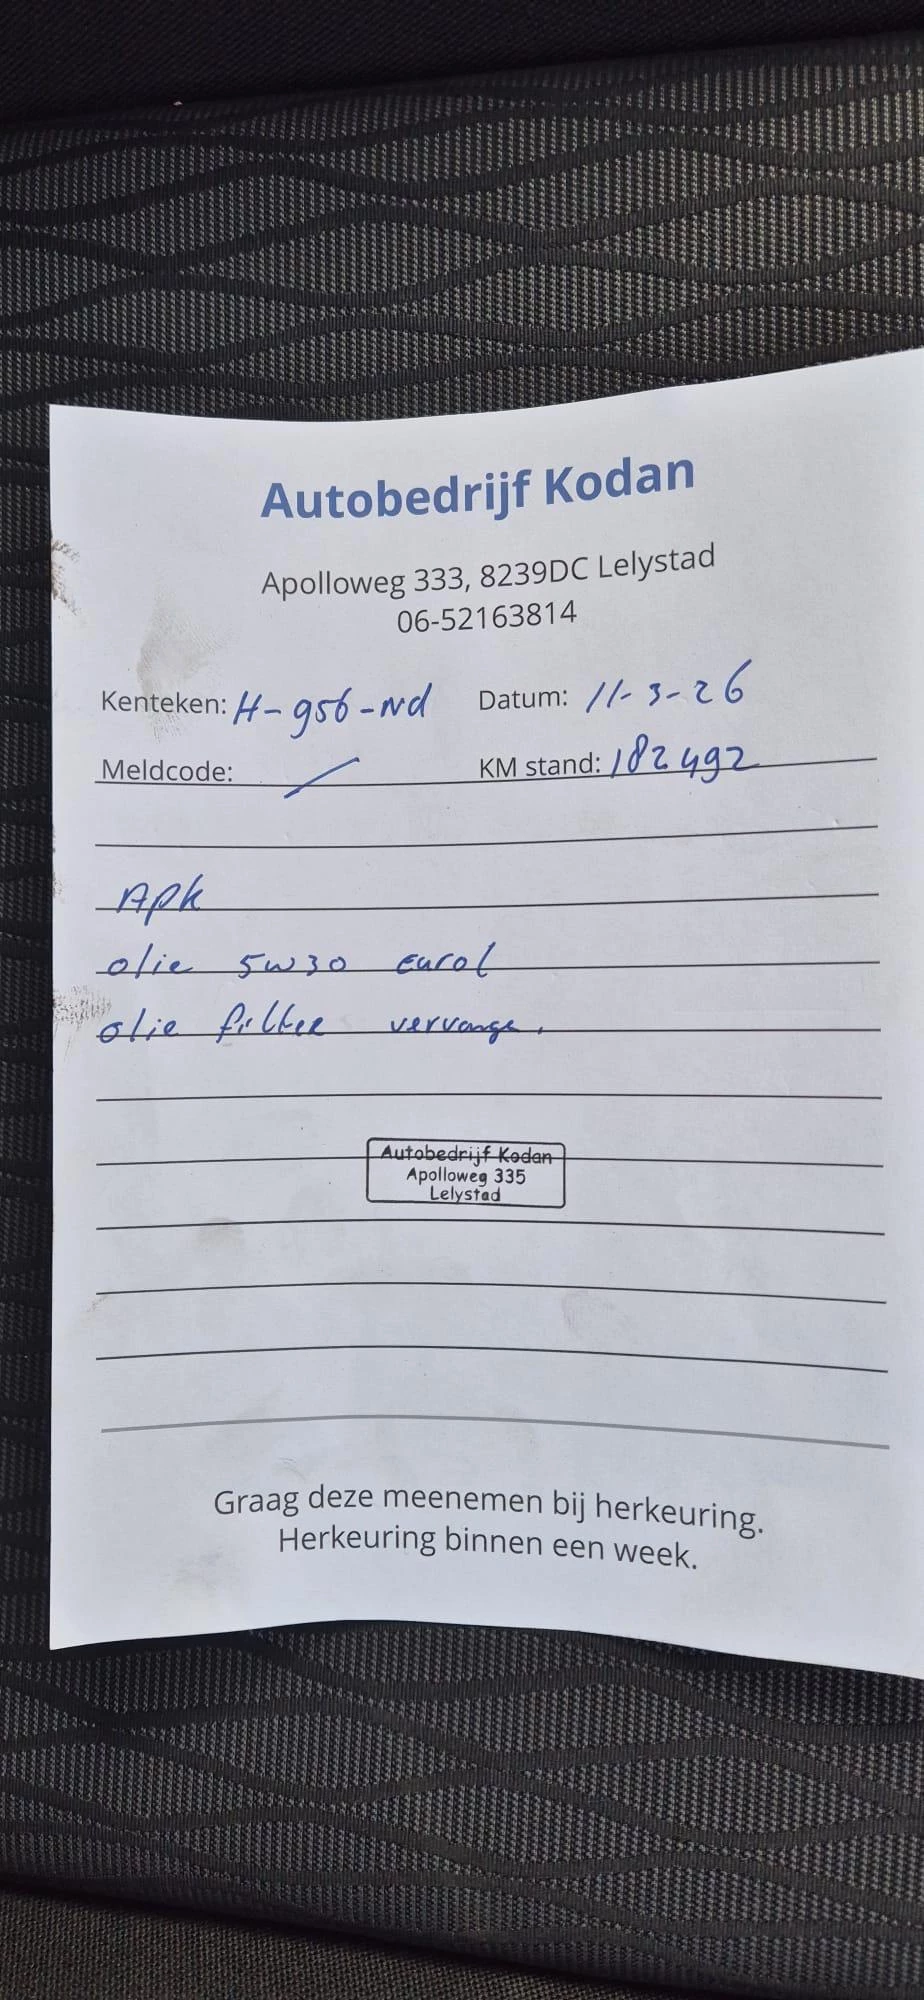 Autobedrijf Kodan
Apolloweg 333, 8239DC Lelystad
06-52163814
Kenteken: H-956-Nd Datum: 11-3-26
Meldcode: / KM stand: 182492
APK
olie 5W30 Eurol
olie filter vervange.
Autobedrijf Kodan
Apolloweg 335
Lelystad
Graag deze meenemen bij herkeuring.
Herkeuring binnen een week.